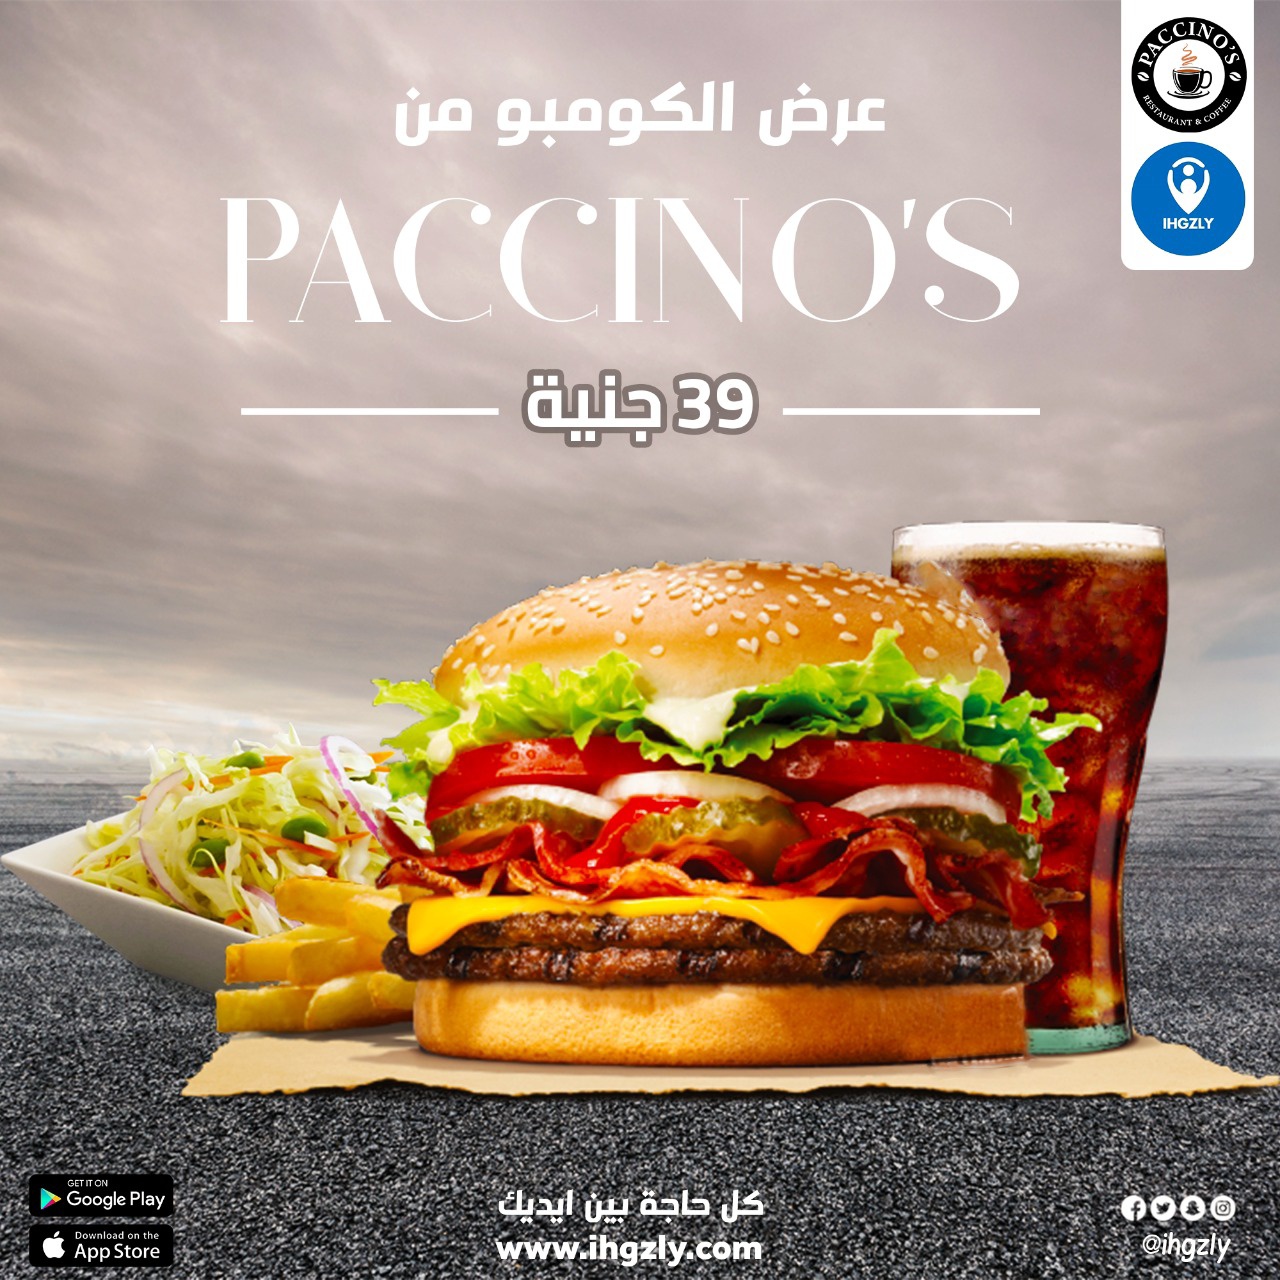 PACCINO'S
RESTAURANT & COFFEE
IHGZLY
عرض الكومبو من
PACCINO'S
39 جنية
GET IT ON
Google Play
Download on the
App Store
كل حاجة بين ايديك
www.ihgzly.com
@ihgzly